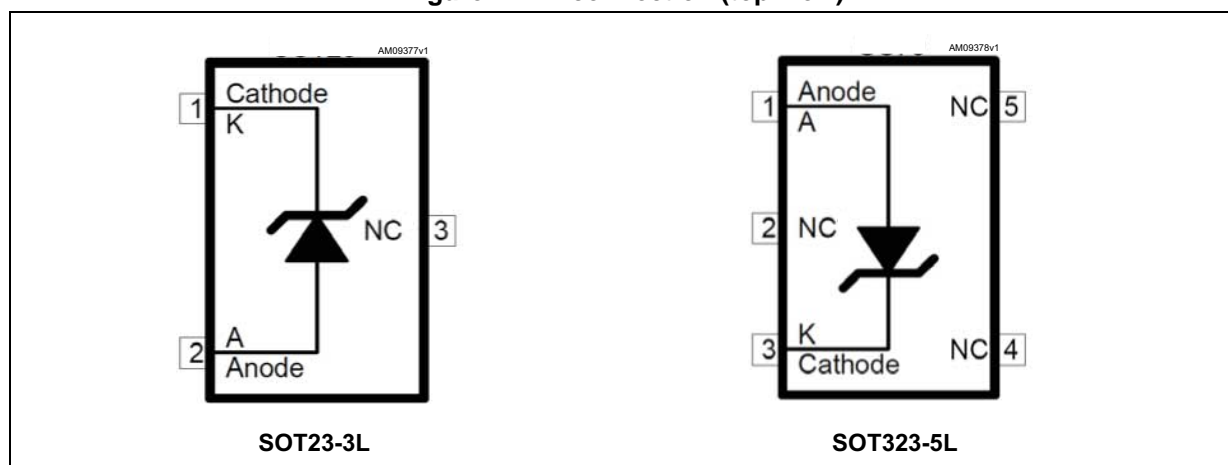 AM09377v1
1
Cathode
K
NC
3
2
A
Anode
SOT23-3L
AM09378v1
1
Anode
A
NC
5
2
NC
3
K
Cathode
NC
4
SOT323-5L